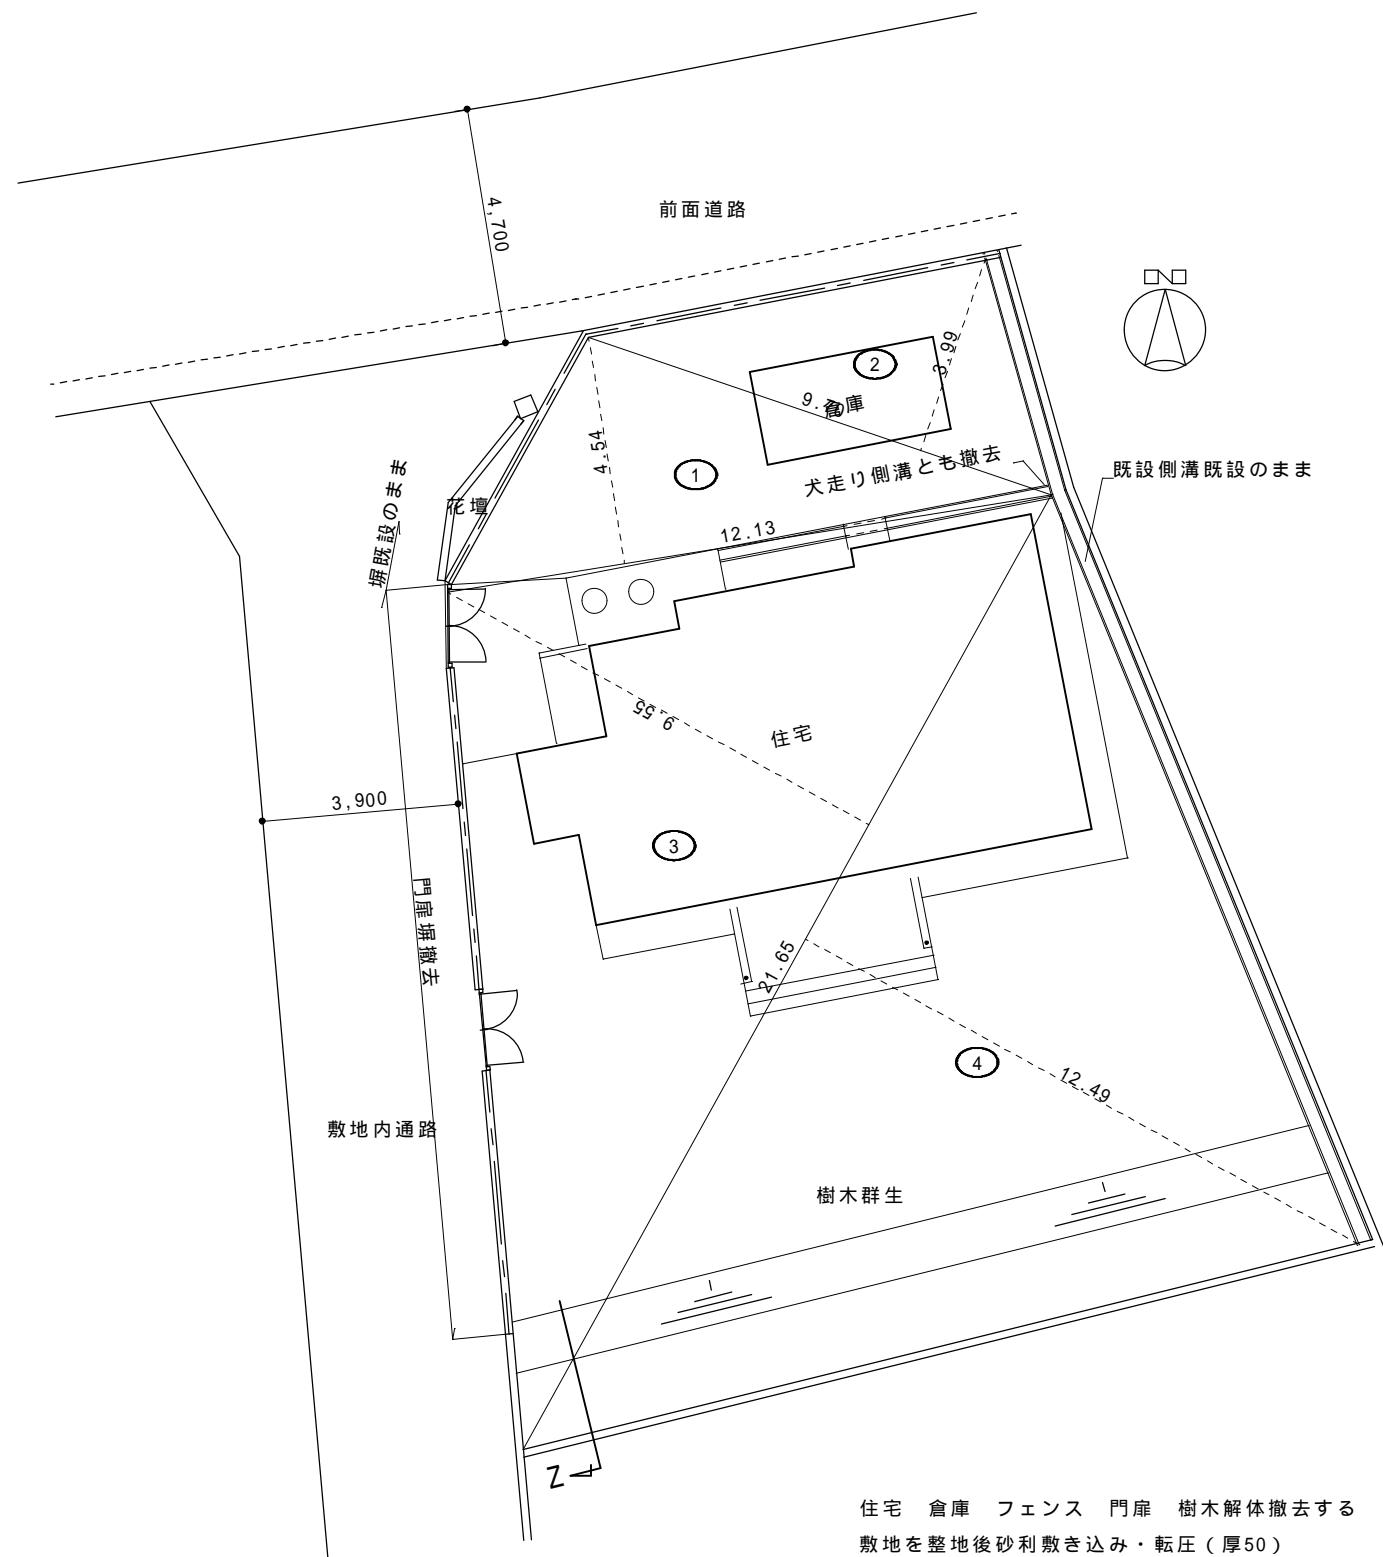 前面道路
4,700
N
2
3.99
倉庫
4.54
1
犬走り側溝とも撤去
既設側溝既設のまま
塀既設のまま
花壇
12.13
9.55
住宅
3,900
3
門扉塀撤去
21.65
4
12.49
敷地内通路
樹木群生
Z
住宅 倉庫 フェンス 門扉 樹木解体撤去する
敷地を整地後砂利敷き込み・転圧(厚50)